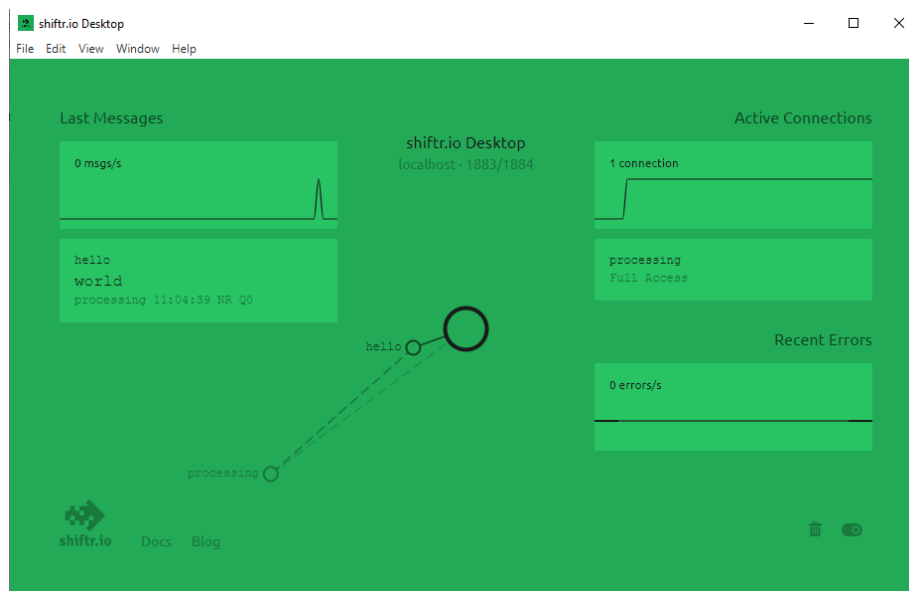 shiftr.io Desktop
File Edit View Window Help
Last Messages
0 msgs/s
hello
world
processing 11:04:39 NR Q0
shiftr.io Desktop
localhost · 1883/1884
Active Connections
1 connection
processing
Full Access
Recent Errors
0 errors/s
hello
processing
shiftr.io
Docs Blog